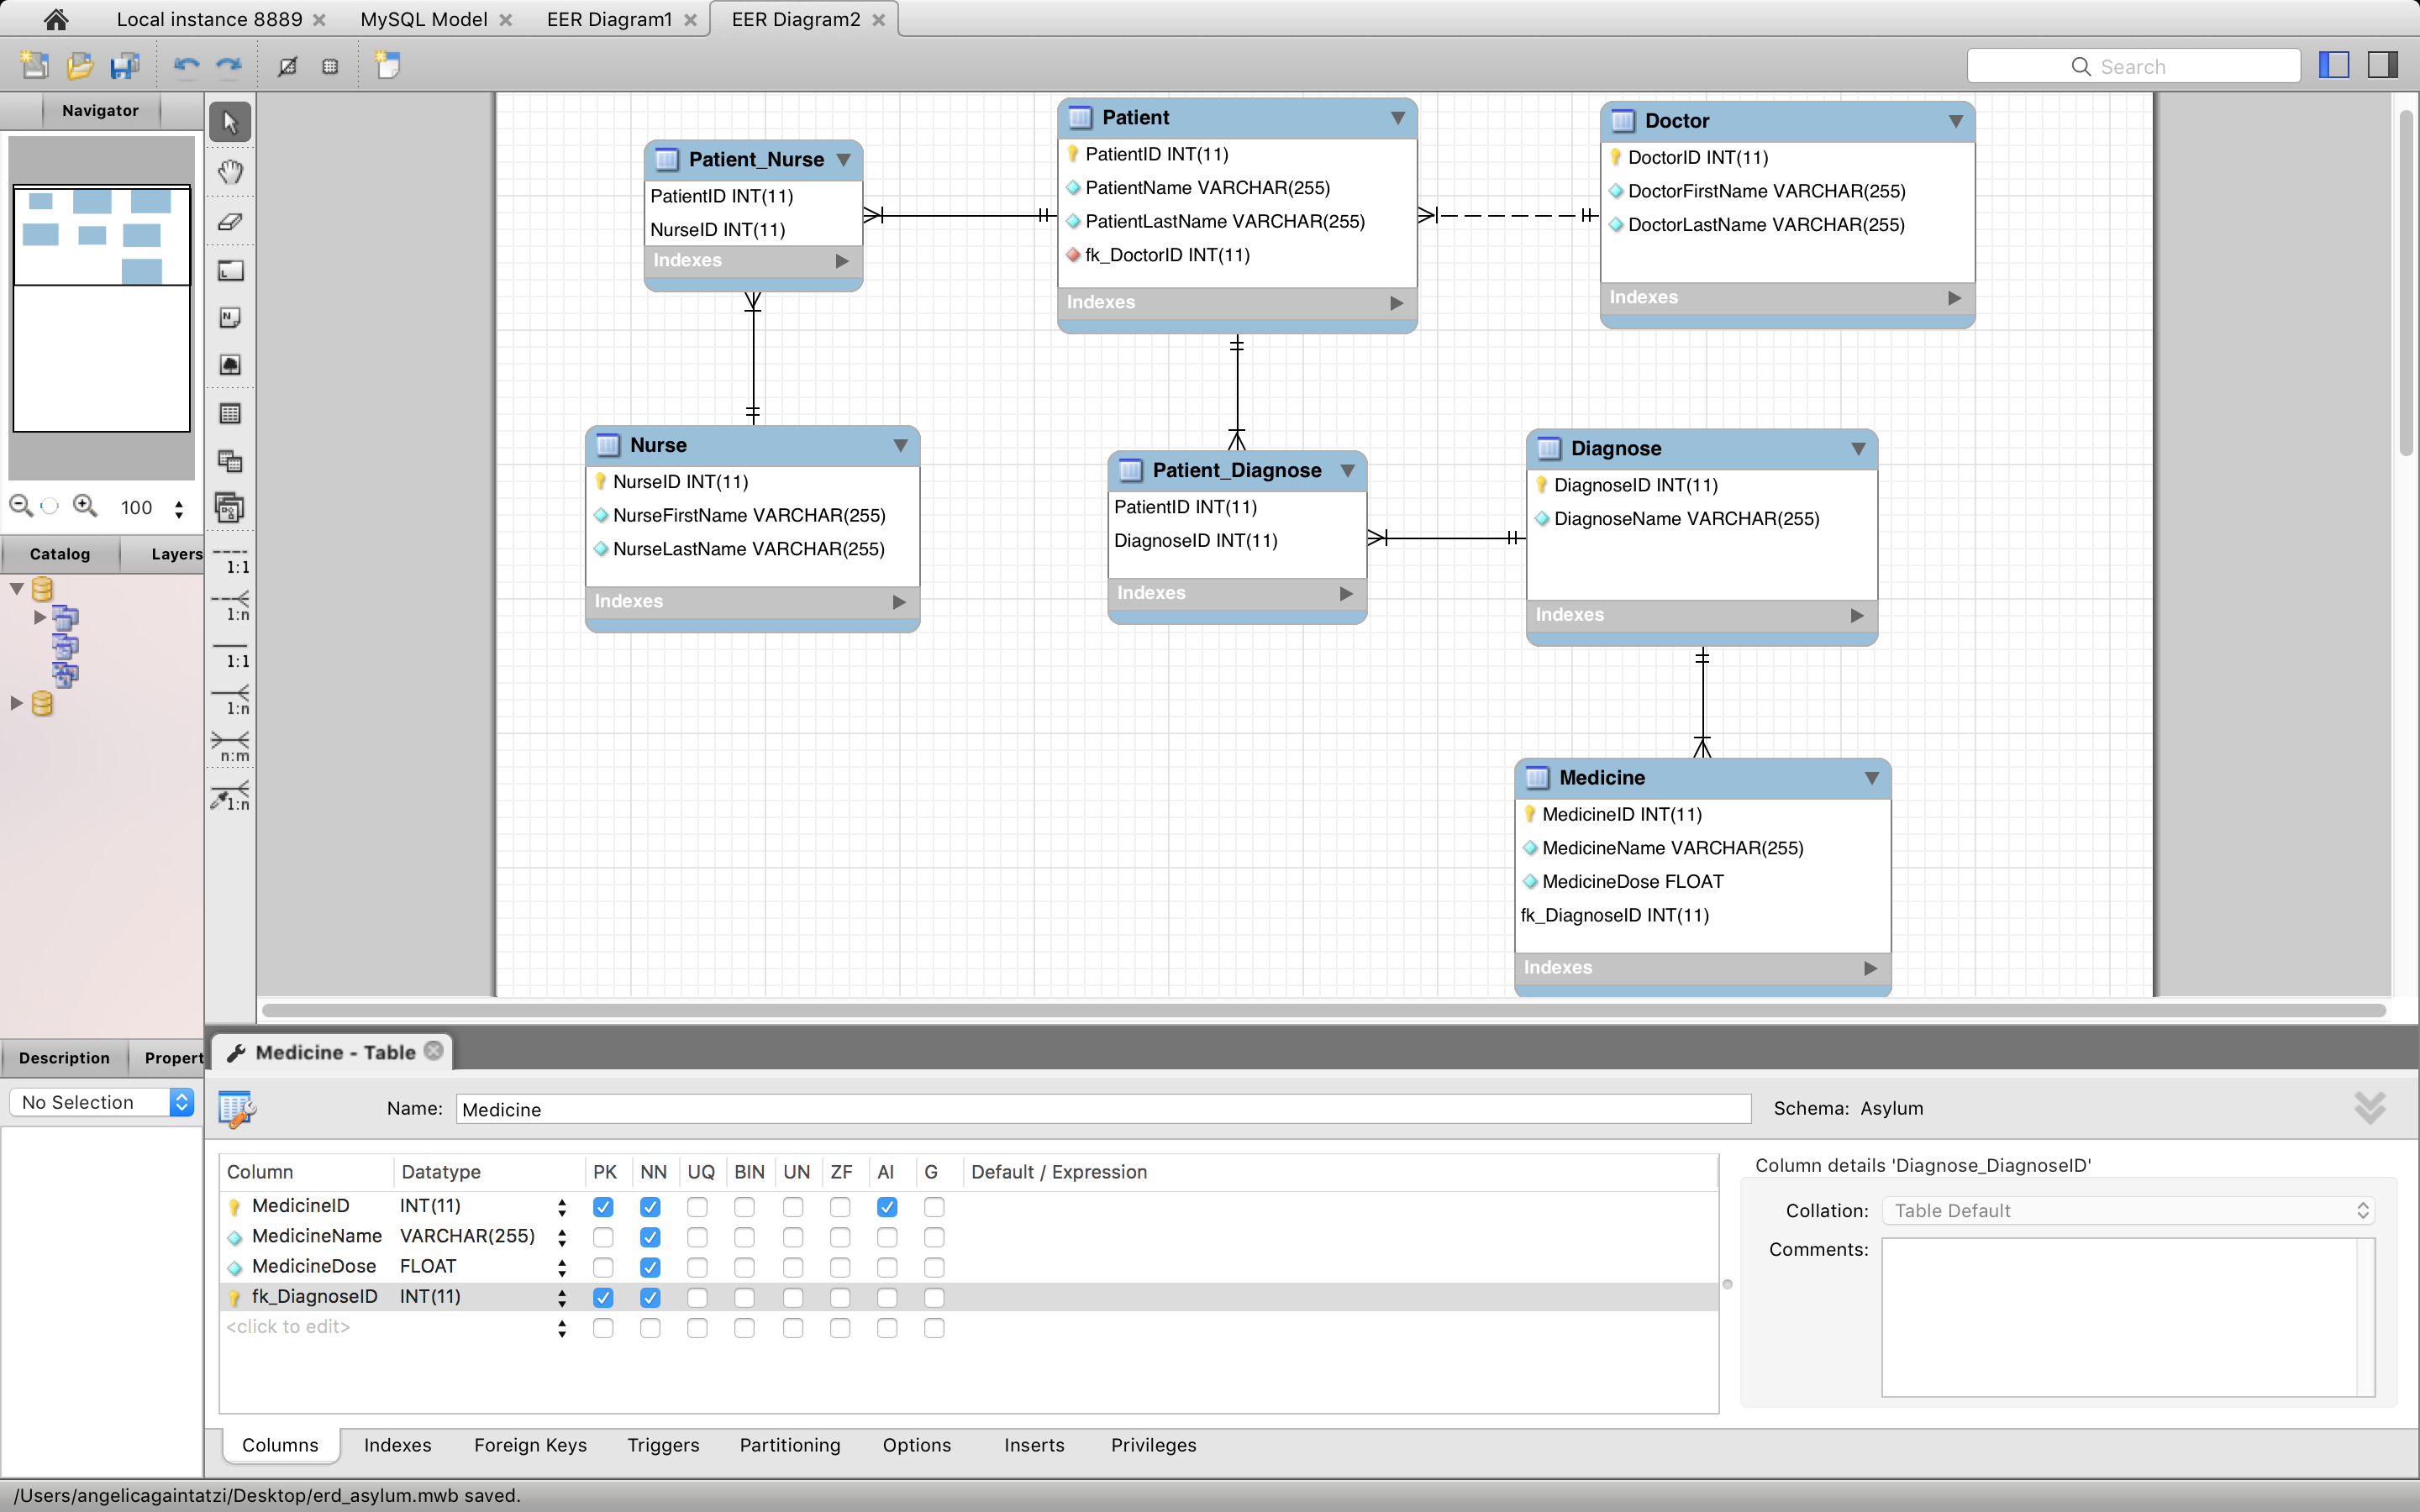 Local instance 8889
MySQL Model
EER Diagram1
EER Diagram2
Search
Navigator
100
Catalog
Layers
1:1
1:n
1:1
1:n
n:m
1:n
Patient_Nurse
PatientID INT(11)
NurseID INT(11)
Indexes
Patient
PatientID INT(11)
PatientName VARCHAR(255)
PatientLastName VARCHAR(255)
fk_DoctorID INT(11)
Indexes
Doctor
DoctorID INT(11)
DoctorFirstName VARCHAR(255)
DoctorLastName VARCHAR(255)
Indexes
Nurse
NurseID INT(11)
NurseFirstName VARCHAR(255)
NurseLastName VARCHAR(255)
Indexes
Patient_Diagnose
PatientID INT(11)
DiagnoseID INT(11)
Indexes
Diagnose
DiagnoseID INT(11)
DiagnoseName VARCHAR(255)
Indexes
Medicine
MedicineID INT(11)
MedicineName VARCHAR(255)
MedicineDose FLOAT
fk_DiagnoseID INT(11)
Indexes
Description
Propert
No Selection
Medicine - Table
Name: Medicine
Schema: Asylum
Column Datatype PK NN UQ BIN UN ZF AI G Default / Expression
MedicineID INT(11)
MedicineName VARCHAR(255)
MedicineDose FLOAT
fk_DiagnoseID INT(11)
<click to edit>
Column details 'Diagnose_DiagnoseID'
Collation: Table Default
Comments:
Columns Indexes Foreign Keys Triggers Partitioning Options Inserts Privileges
/Users/angelicagaintatzi/Desktop/erd_asylum.mwb saved.